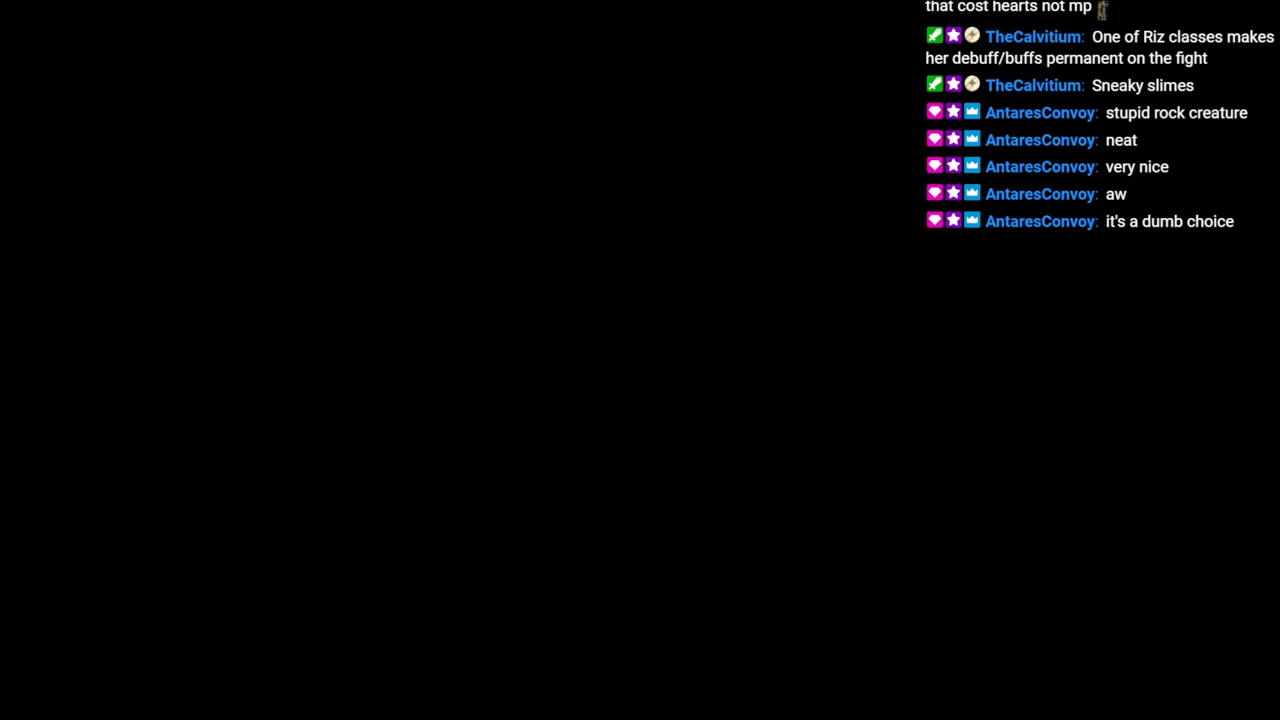 that cost hearts not mp
TheCalvitium: One of Riz classes makes
her debuff/buffs permanent on the fight
TheCalvitium: Sneaky slimes
AntaresConvoy: stupid rock creature
AntaresConvoy: neat
AntaresConvoy: very nice
AntaresConvoy: aw
AntaresConvoy: it's a dumb choice